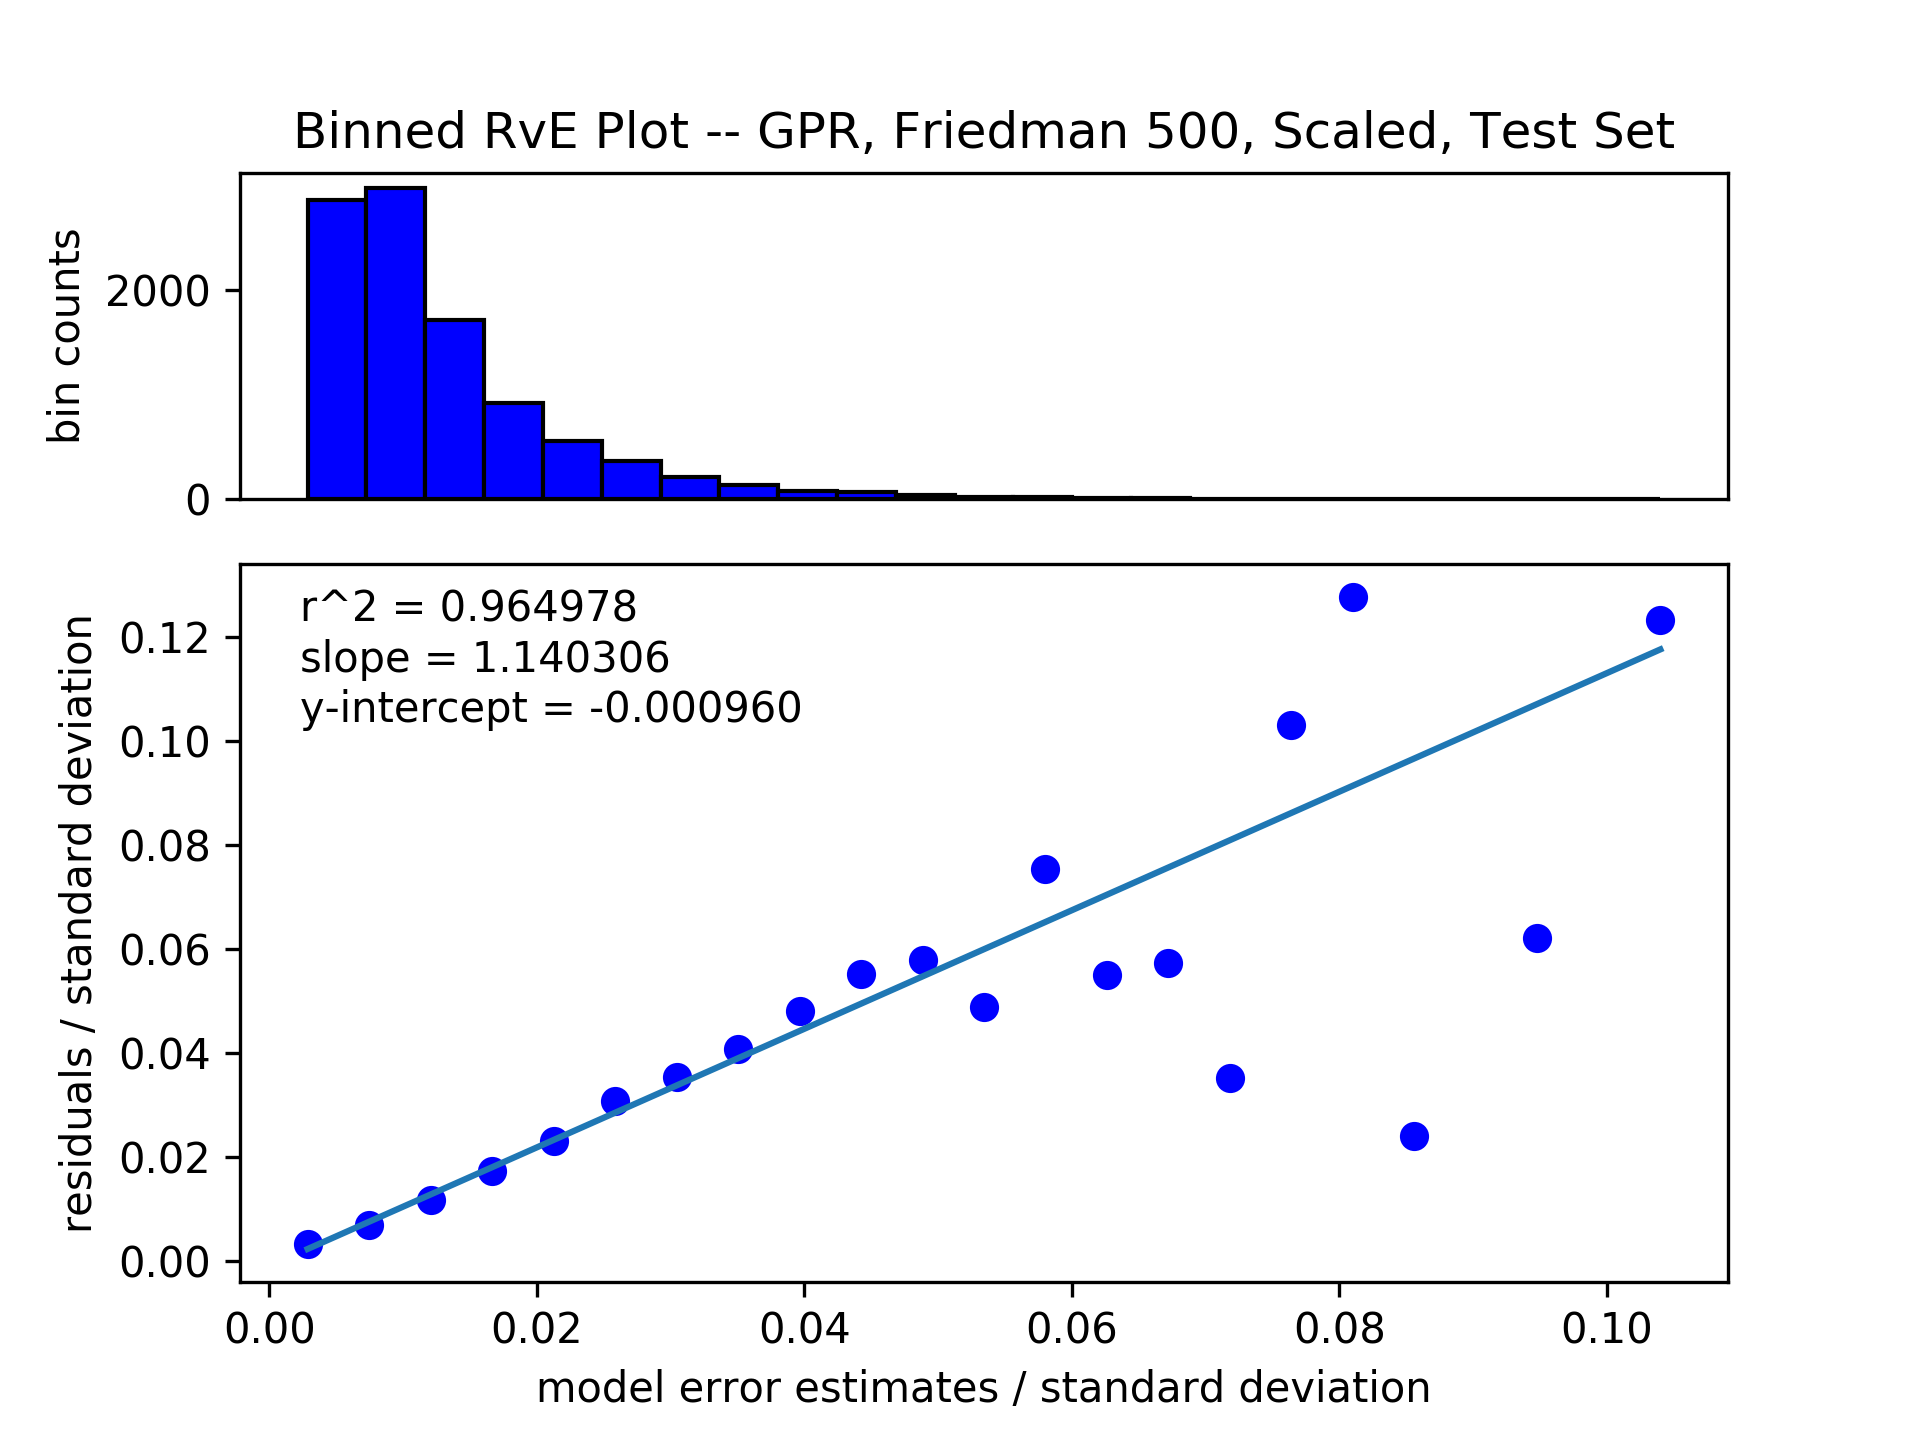 Binned RvE Plot -- GPR, Friedman 500, Scaled, Test Set
bin counts
2000
0
r^2 = 0.964978
slope = 1.140306
y-intercept = -0.000960
residuals / standard deviation
0.12
0.10
0.08
0.06
0.04
0.02
0.00
0.00 0.02 0.04 0.06 0.08 0.10
model error estimates / standard deviation